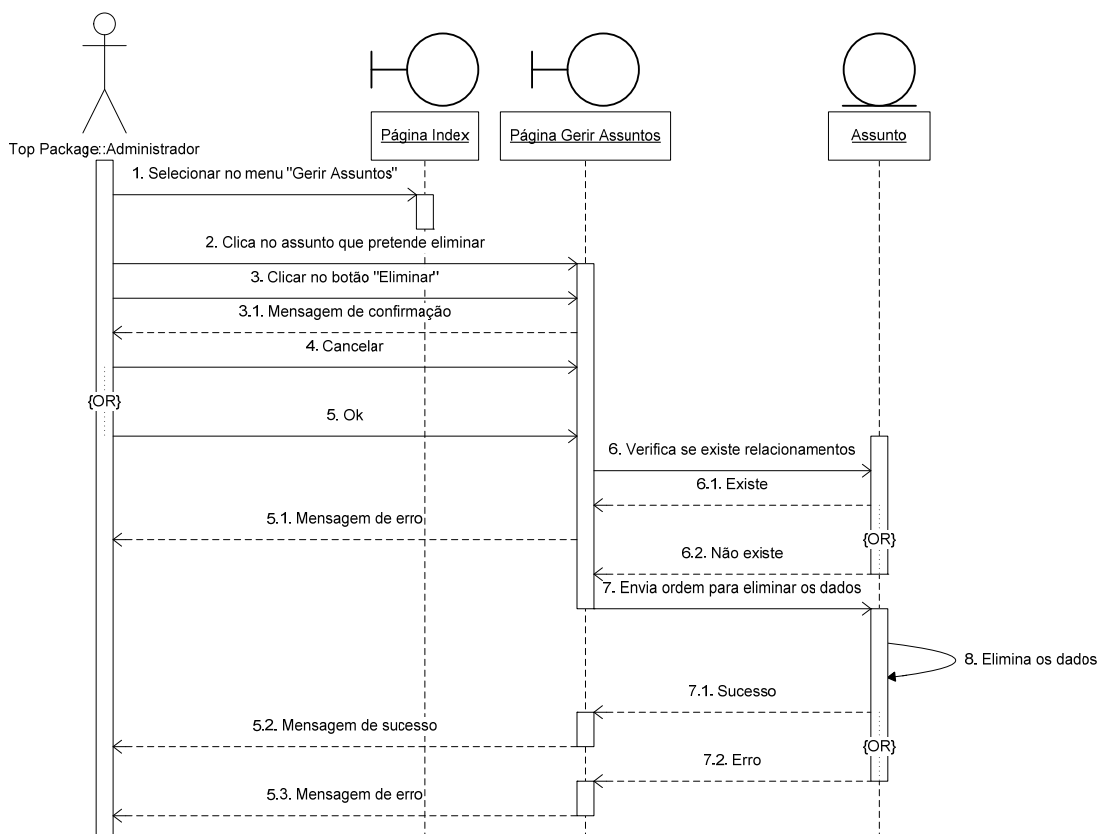 Top Package::Administrador
Página Index
Página Gerir Assuntos
Assunto
1. Selecionar no menu "Gerir Assuntos"
2. Clica no assunto que pretende eliminar
3. Clicar no botão "Eliminar"
3.1. Mensagem de confirmação
4. Cancelar
{OR}
5. Ok
6. Verifica se existe relacionamentos
6.1. Existe
5.1. Mensagem de erro
{OR}
6.2. Não existe
7. Envia ordem para eliminar os dados
8. Elimina os dados
7.1. Sucesso
5.2. Mensagem de sucesso
{OR}
7.2. Erro
5.3. Mensagem de erro